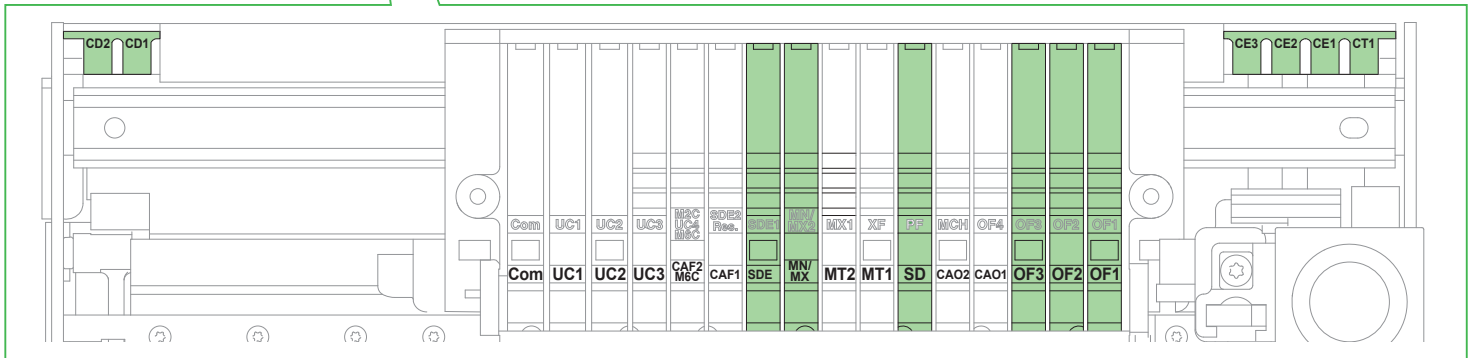 CD2 CD1
CE3 CE2 CE1 CT1
Com UC1 UC2 UC3 M2C UC4 M6C SDE2 Res. SDE1 MN/ MX2 MX1 XF PF MCH OF4 OF3 OF2 OF1
Com UC1 UC2 UC3 CAF2 M6C CAF1 SDE MN/ MX MT2 MT1 SD CAO2 CAO1 OF3 OF2 OF1